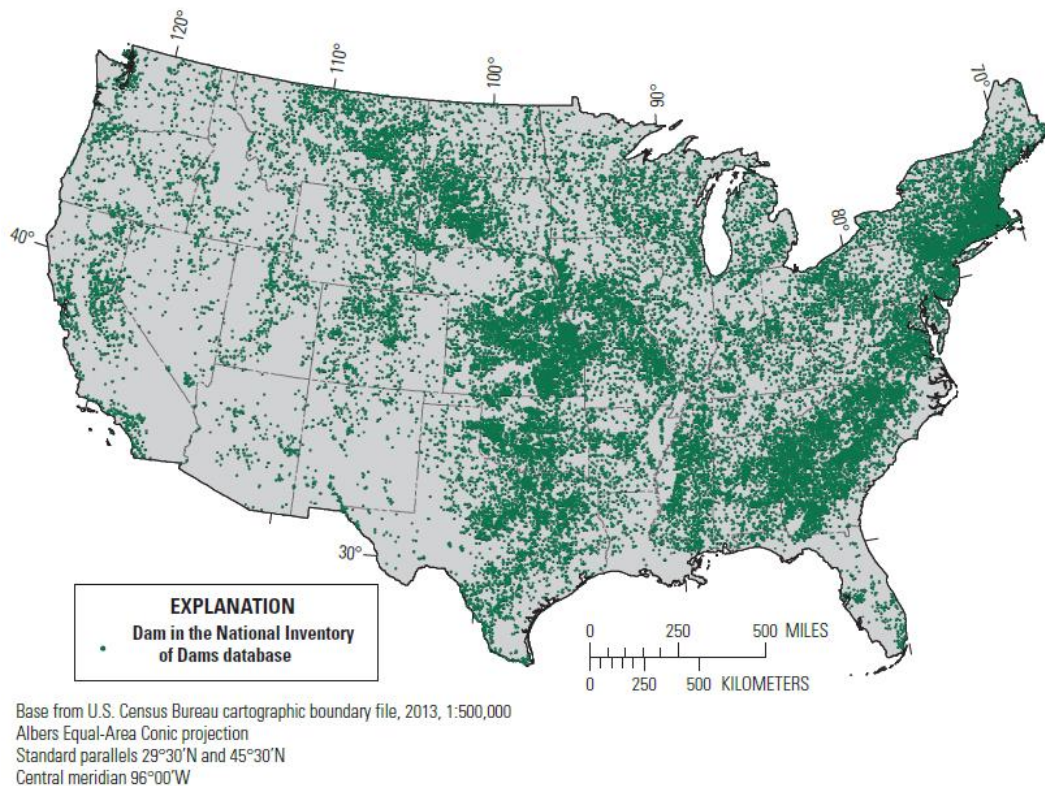 120°
110°
100°
90°
70°
80°
40°
30°
EXPLANATION
Dam in the National Inventory
of Dams database
0 250 500 MILES
0 250 500 KILOMETERS
Base from U.S. Census Bureau cartographic boundary file, 2013, 1:500,000
Albers Equal-Area Conic projection
Standard parallels 29°30'N and 45°30'N
Central meridian 96°00'W